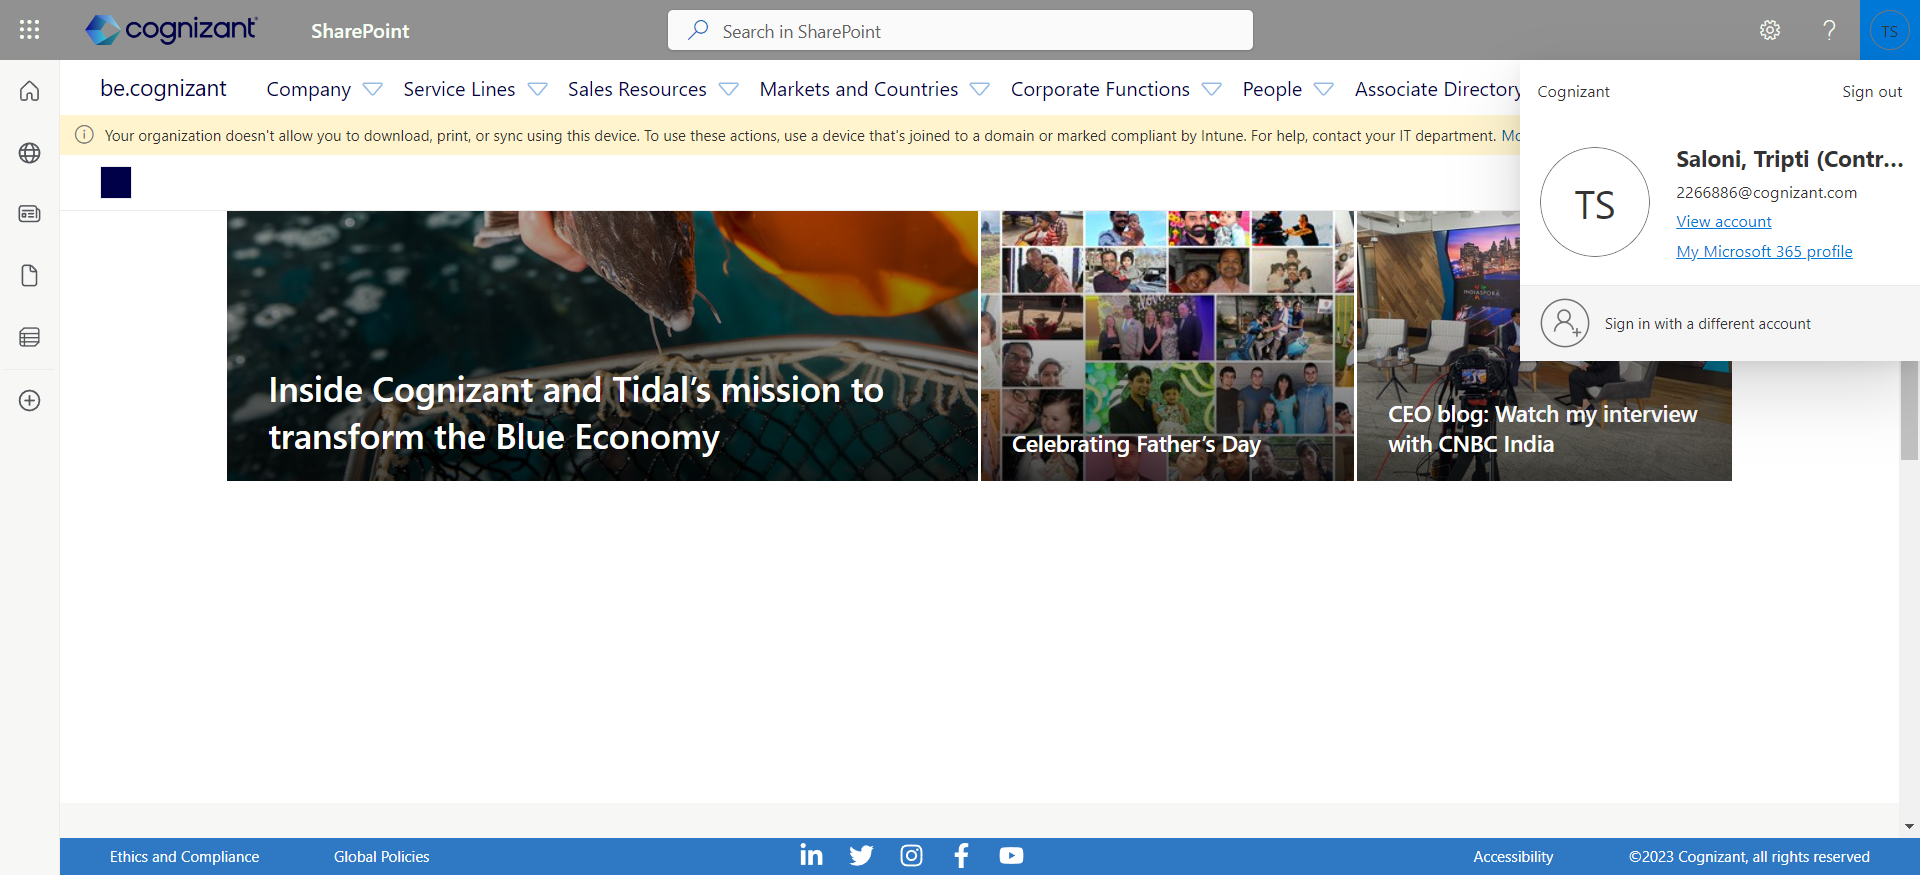 cognizant
SharePoint
Search in SharePoint
?
TS
be.cognizant
Company
Service Lines
Sales Resources
Markets and Countries
Corporate Functions
People
Associate Directory
Cognizant
Sign out
Your organization doesn't allow you to download, print, or sync using this device. To use these actions, use a device that's joined to a domain or marked compliant by Intune. For help, contact your IT department.
TS
Saloni, Tripti (Contr...
2266886@cognizant.com
View account
My Microsoft 365 profile
Sign in with a different account
INDIASPORA
Inside Cognizant and Tidal’s mission to
transform the Blue Economy
Celebrating Father’s Day
CEO blog: Watch my interview
with CNBC India
Ethics and Compliance
Global Policies
Accessibility
©2023 Cognizant, all rights reserved